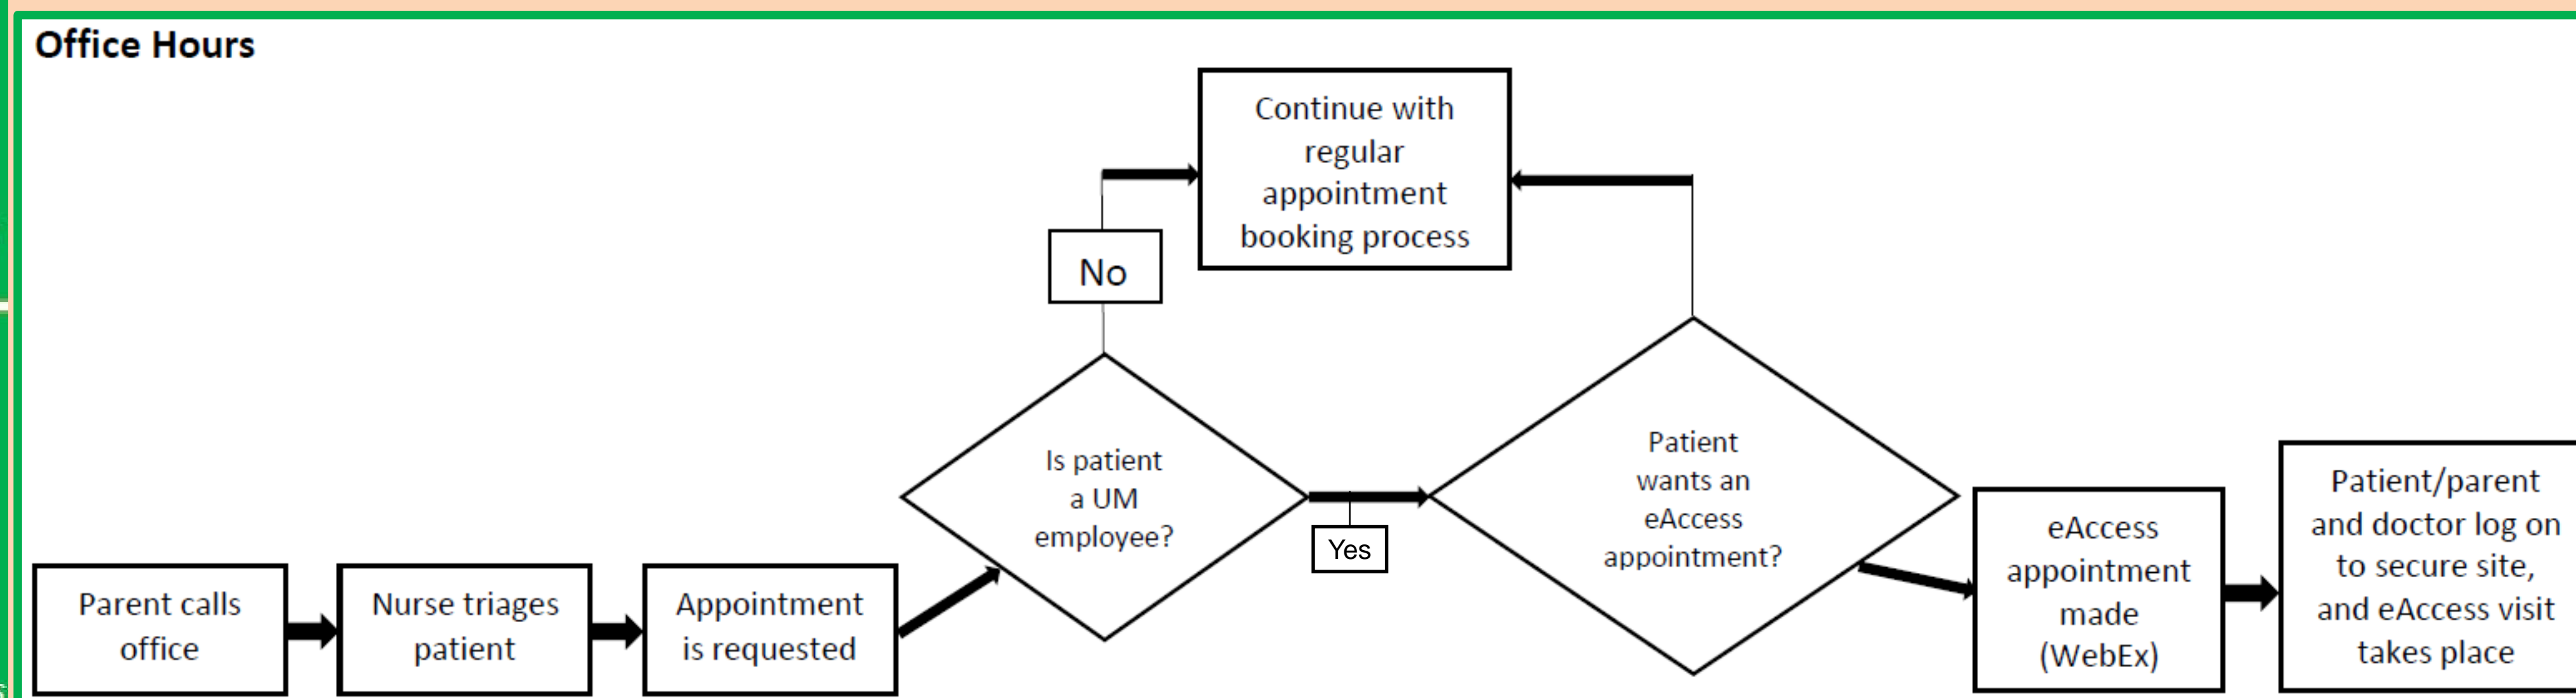 Office Hours
Continue with
regular
appointment
booking process
No
Is patient
a UM
employee?
Yes
Patient
wants an
eAccess
appointment?
Parent calls
office
Nurse triages
patient
Appointment
is requested
eAccess
appointment
made
(WebEx)
Patient/parent
and doctor log on
to secure site,
and eAccess visit
takes place